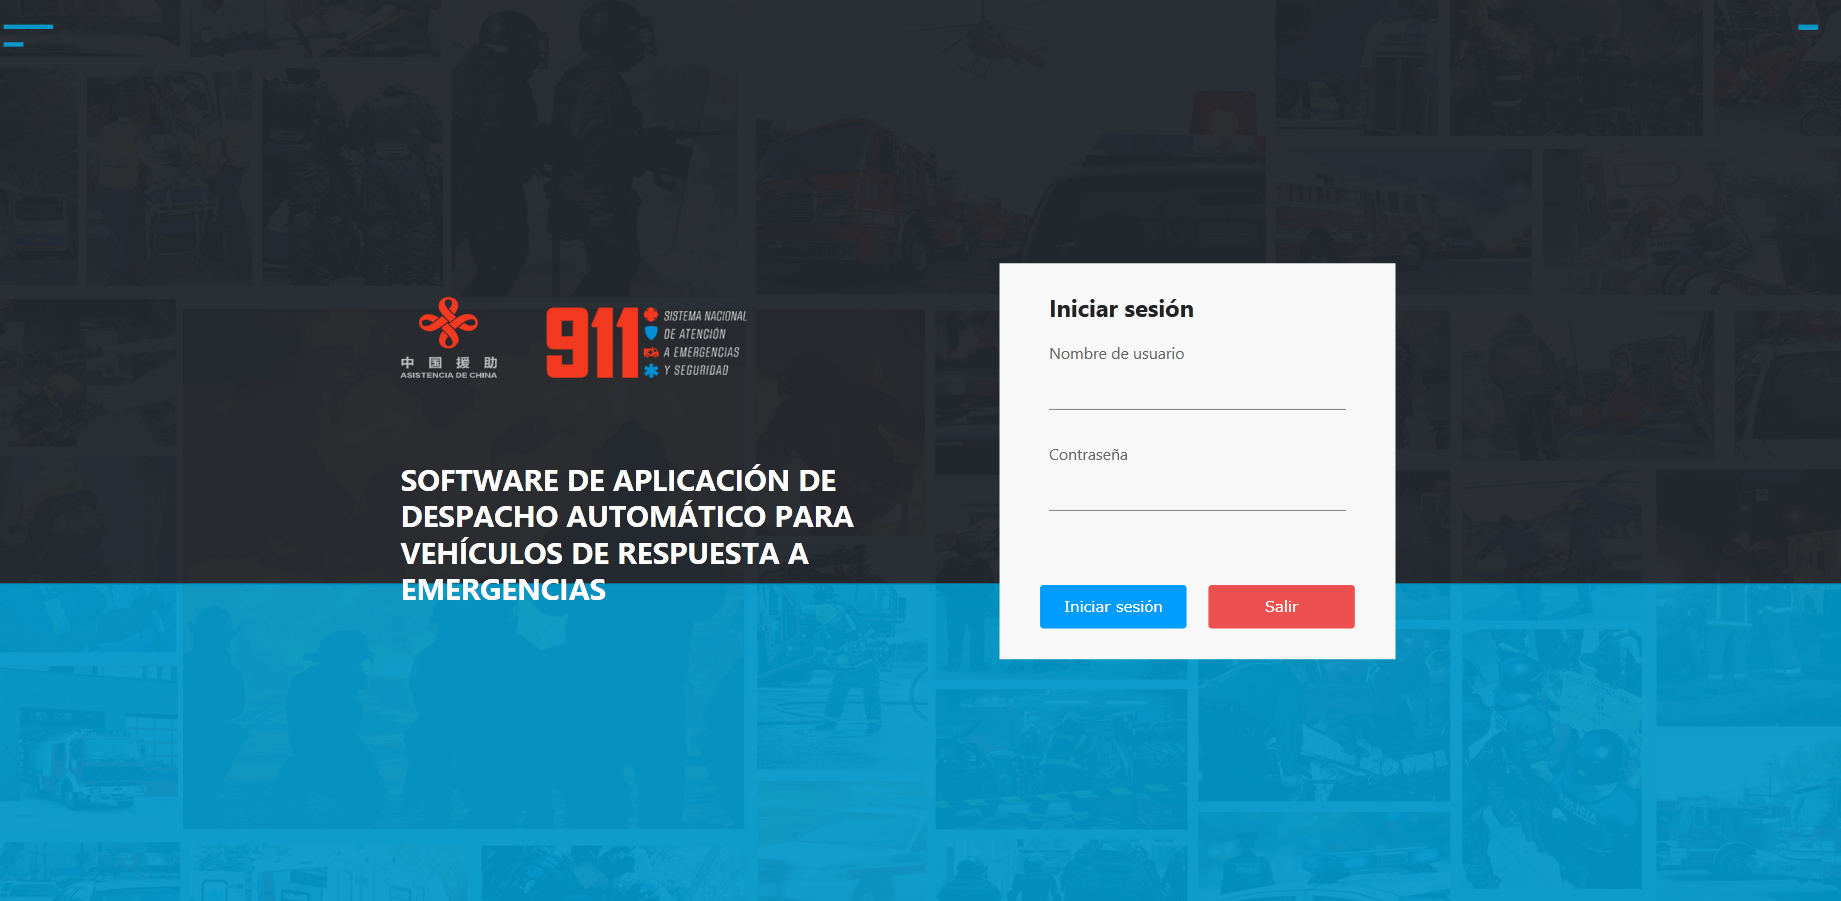 中国援助
ASISTENCIA DE CHINA
911
SISTEMA NACIONAL
DE ATENCIÓN
A EMERGENCIAS
Y SEGURIDAD
SOFTWARE DE APLICACIÓN DE
DESPACHO AUTOMÁTICO PARA
VEHÍCULOS DE RESPUESTA A
EMERGENCIAS
Iniciar sesión
Nombre de usuario
Contraseña
Iniciar sesión
Salir
POLICIA